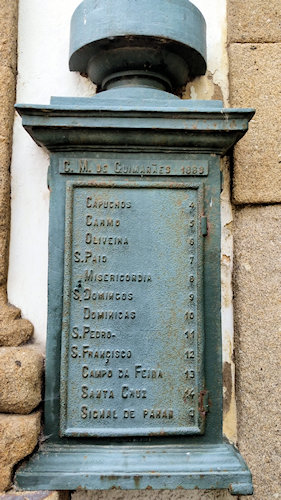 C. M. DE GUIMARÃES 1889
CAPUCHOS 4
CARMO 5
OLIVEIRA 6
S. PAIO 7
MISERICORDIA 8
S. DOMINGOS 9
DOMINICAS 10
S. PEDRO 11
S. FRANCISCO 12
CAMPO DA FEIRA 13
SANTA CRUZ 14
SIGNAL DE PARAR